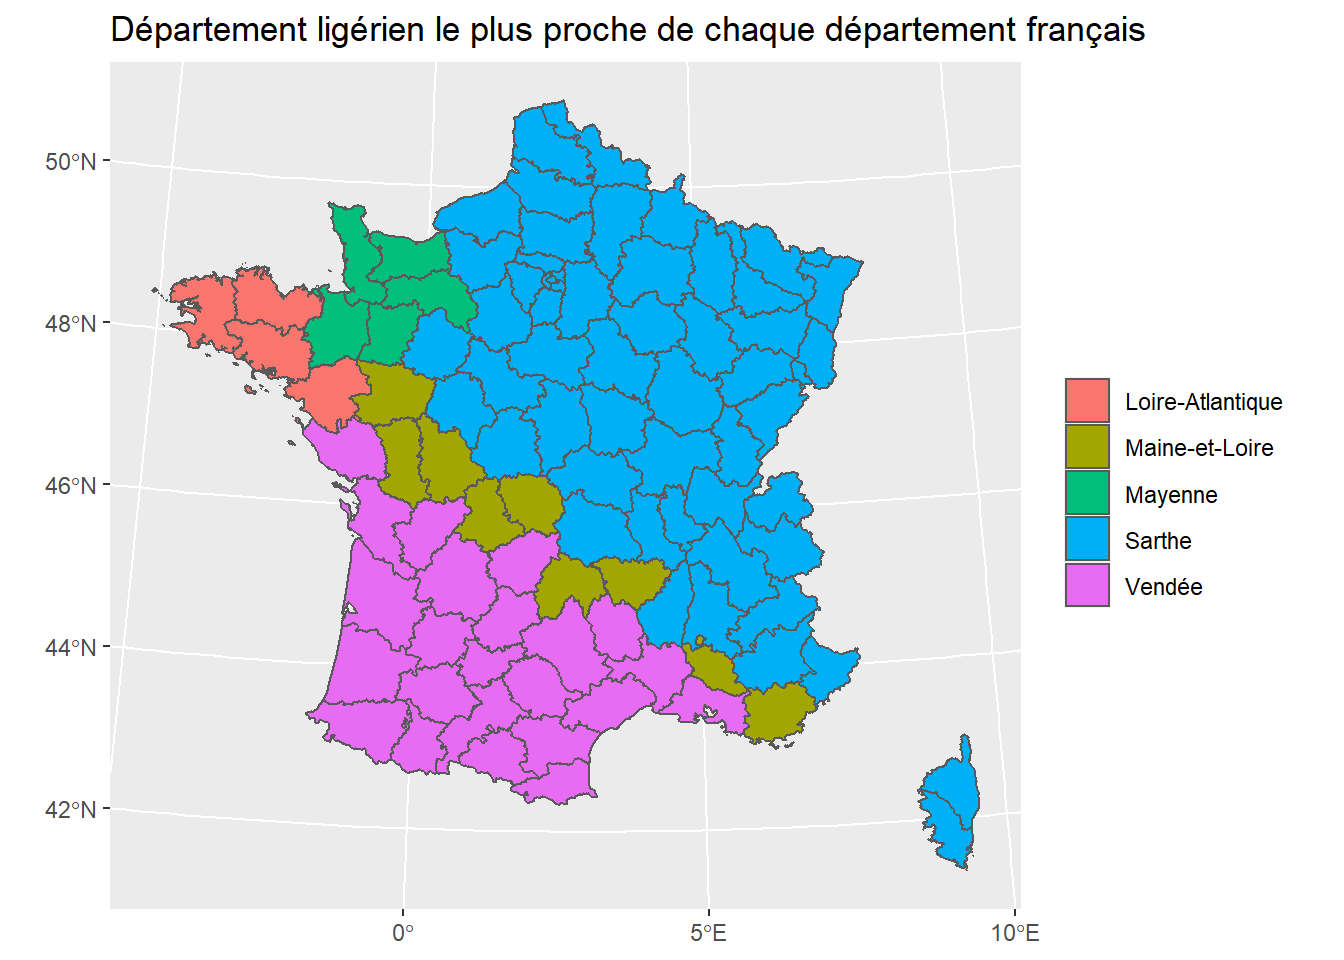 Département ligérien le plus proche de chaque département français
50°N
48°N
46°N
44°N
42°N
0°
5°E
10°E
Loire-Atlantique
Maine-et-Loire
Mayenne
Sarthe
Vendée